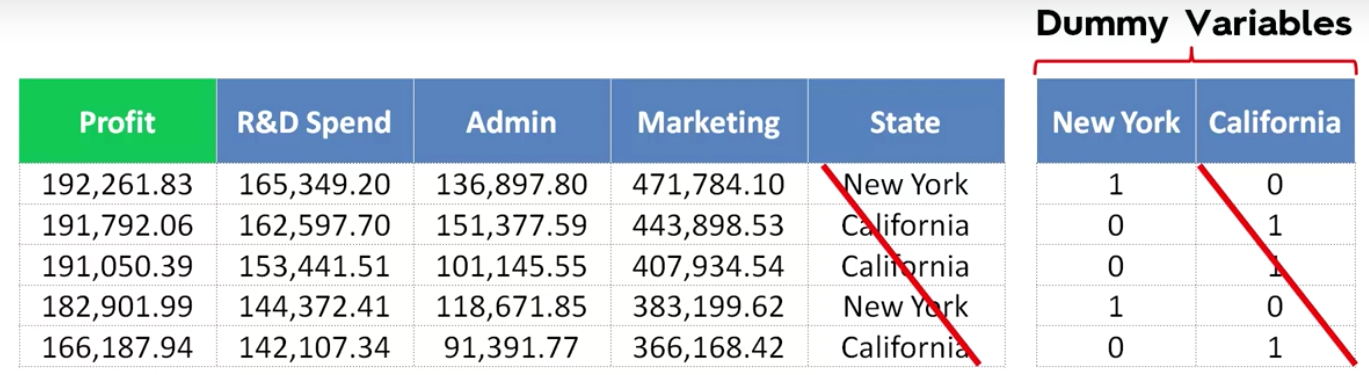 Dummy Variables
Profit R&D Spend Admin Marketing State New York California
192,261.83 165,349.20 136,897.80 471,784.10 New York 1 0
191,792.06 162,597.70 151,377.59 443,898.53 California 0 1
191,050.39 153,441.51 101,145.55 407,934.54 California 0 1
182,901.99 144,372.41 118,671.85 383,199.62 New York 1 0
166,187.94 142,107.34 91,391.77 366,168.42 California 0 1